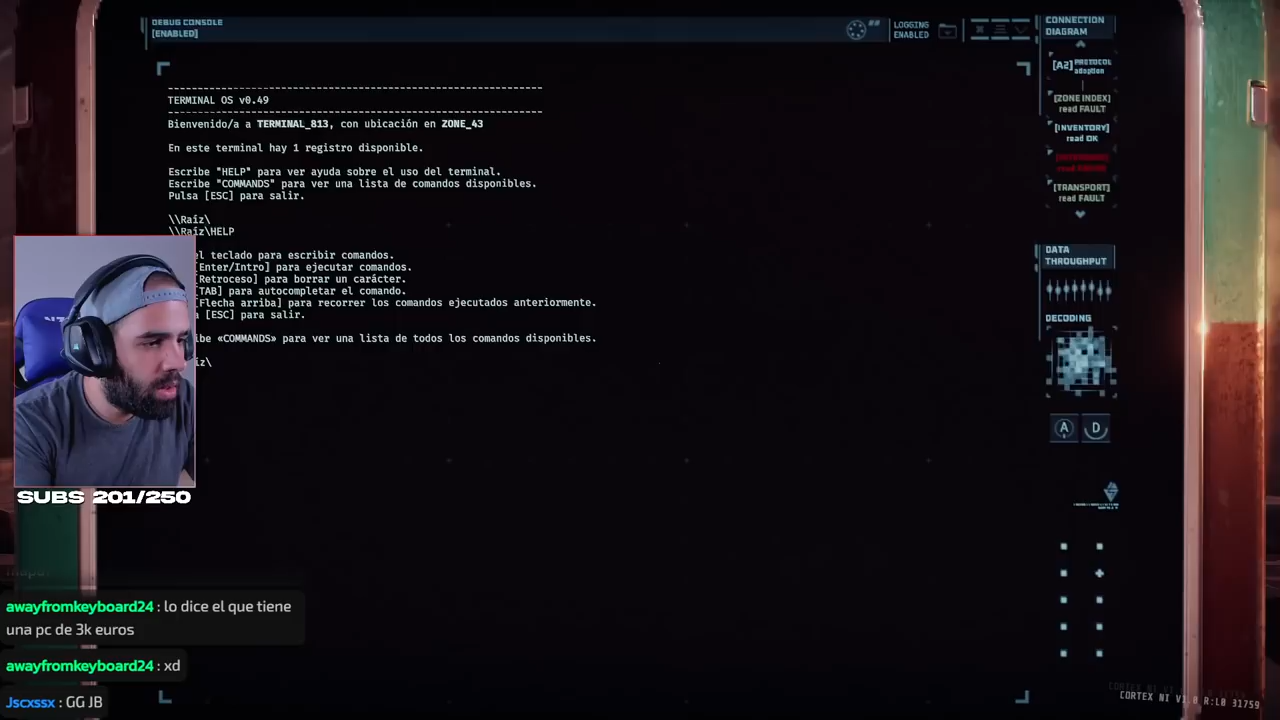 DEBUG CONSOLE
[ENABLED]
LOGGING
ENABLED
CONNECTION
DIAGRAM
[A2] PROTOCOL
adaption
[ZONE INDEX]
read FAULT
[INVENTORY]
read OK
[TRANSPORT]
read FAULT
DATA
THROUGHPUT
DECODING
A D
TERMINAL OS v0.49
Bienvenido/a a TERMINAL_813, con ubicación en ZONE_43
En este terminal hay 1 registro disponible.
Escribe "HELP" para ver ayuda sobre el uso del terminal.
Escribe "COMMANDS" para ver una lista de comandos disponibles.
Pulsa [ESC] para salir.
\\Raíz\
\\Raíz\HELP
el teclado para escribir comandos.
[Enter/Intro] para ejecutar comandos.
[Retroceso] para borrar un carácter.
[TAB] para autocompletar el comando.
[Flecha arriba] para recorrer los comandos ejecutados anteriormente.
[ESC] para salir.
«COMMANDS» para ver una lista de todos los comandos disponibles.
íz\
SUBS 201/250
awayfromkeyboard24 : lo dice el que tiene
una pc de 3k euros
awayfromkeyboard24 : xd
Jscxssx : GG JB
CORTEX NI V1.0 R:L0 31759